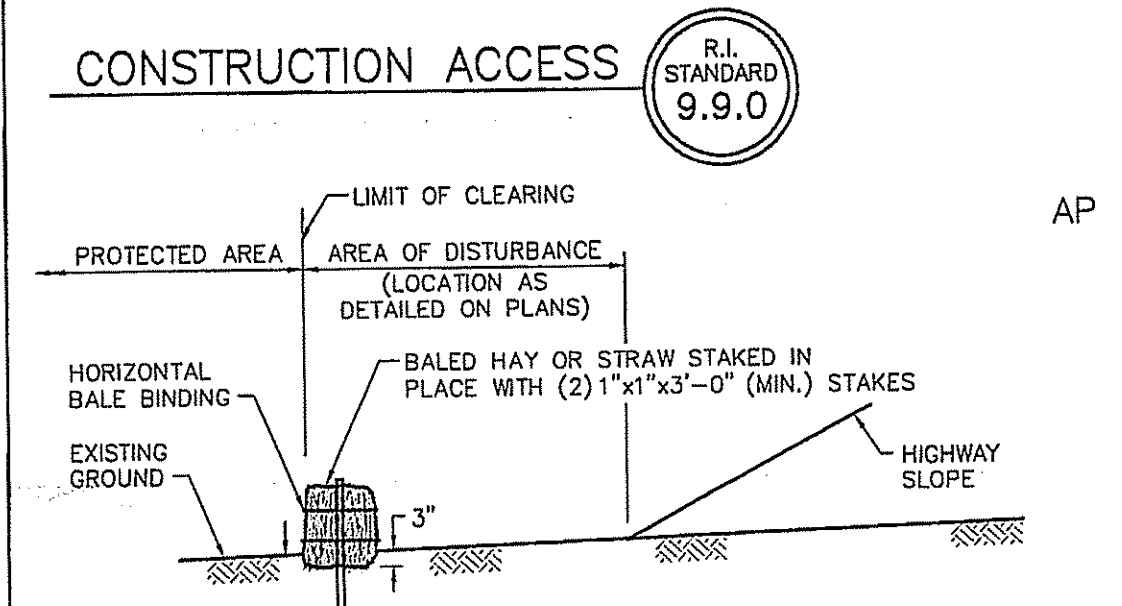 CONSTRUCTION ACCESS
R.I.
STANDARD
9.9.0
LIMIT OF CLEARING
AP
PROTECTED AREA
AREA OF DISTURBANCE
(LOCATION AS
DETAILED ON PLANS)
HORIZONTAL
BALE BINDING
BALED HAY OR STRAW STAKED IN
PLACE WITH (2) 1"x1"x3'-0" (MIN.) STAKES
EXISTING
GROUND
HIGHWAY
SLOPE
3"